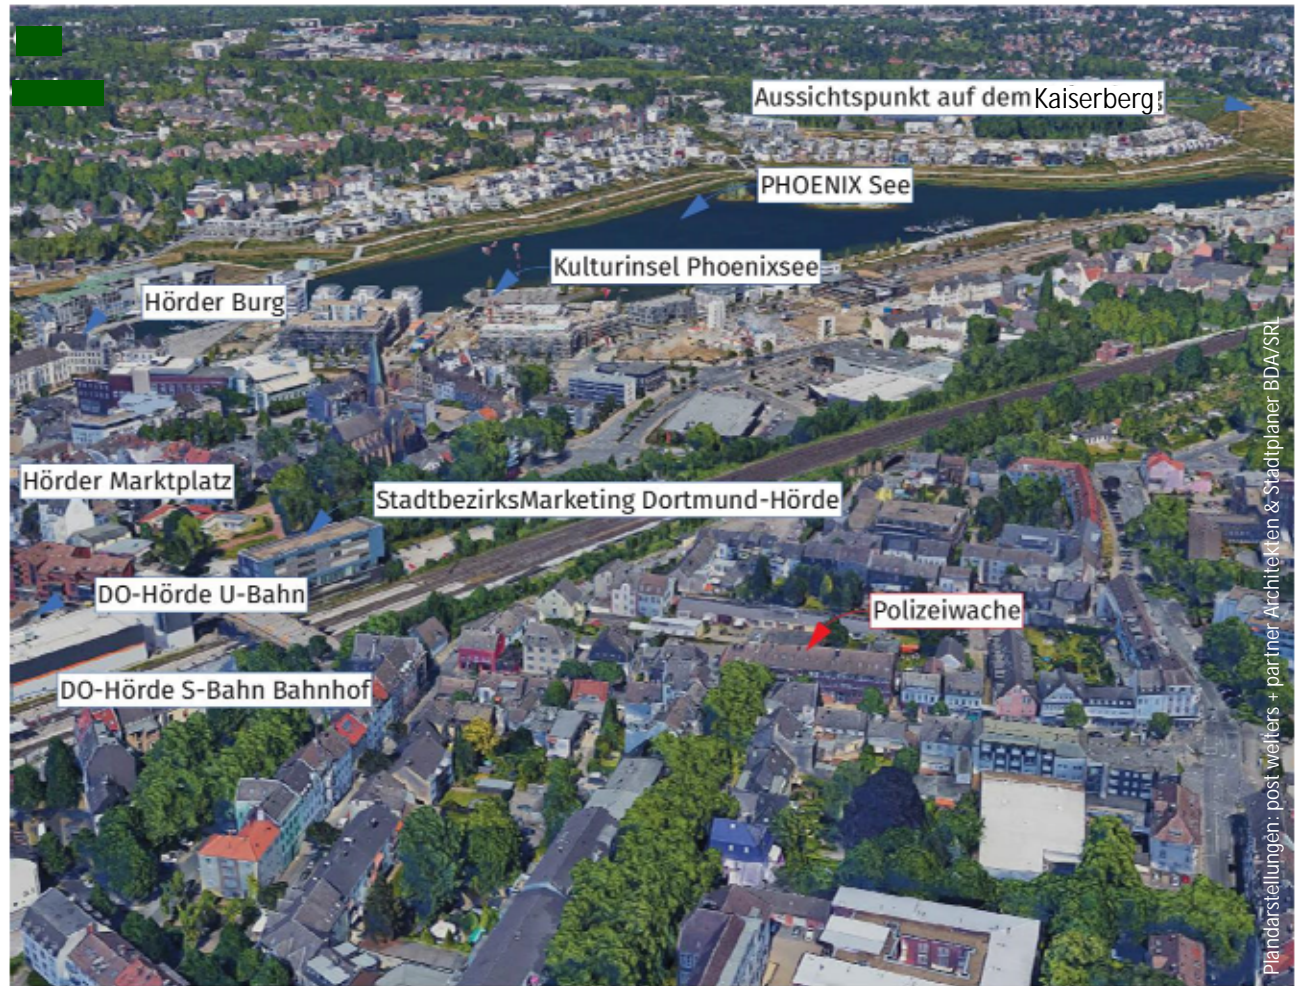 Aussichtspunkt auf dem Kaiserberg
PHOENIX See
Kulturinsel Phoenixsee
Hörder Burg
Hörder Marktplatz
StadtbezirksMarketing Dortmund-Hörde
DO-Hörde U-Bahn
Polizeiwache
DO-Hörde S-Bahn Bahnhof
Plandarstellungen: post welters + partner Architekten & Stadtplaner BDA/SRL